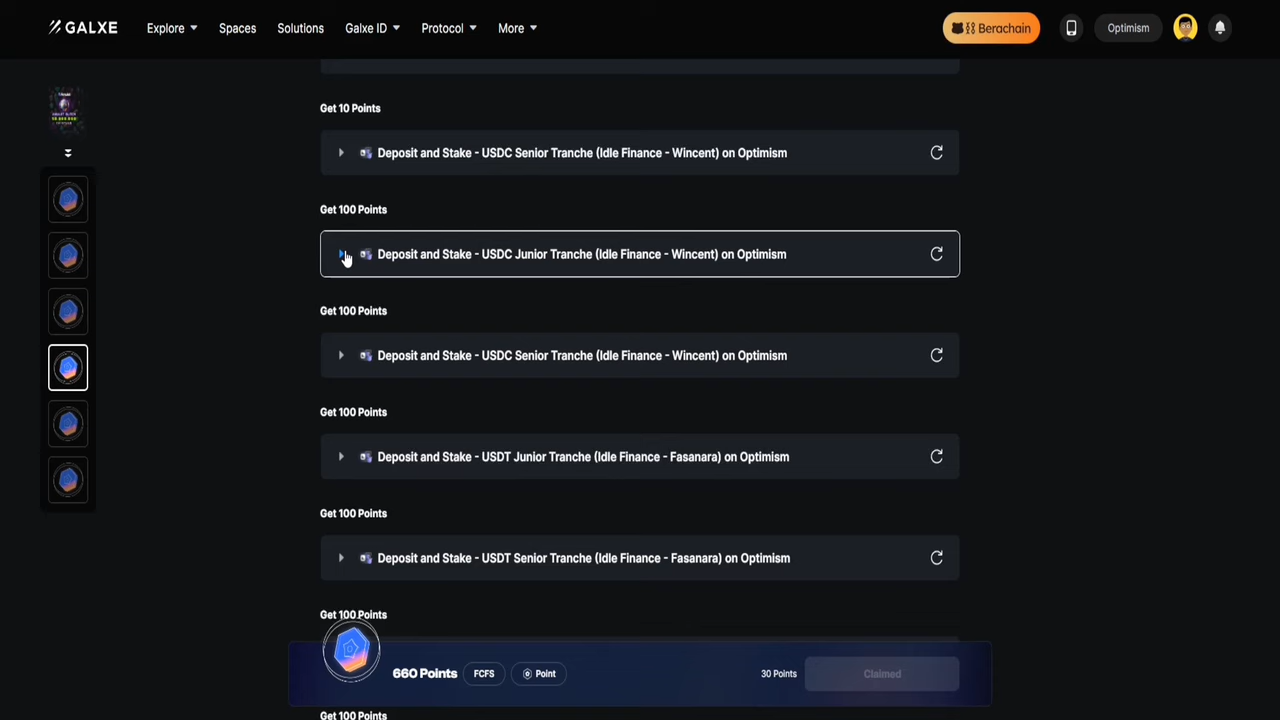 GALXE Explore Spaces Solutions Galxe ID Protocol More Berachain Optimism
Get 10 Points
Deposit and Stake - USDC Senior Tranche (Idle Finance - Wincent) on Optimism
Get 100 Points
Deposit and Stake - USDC Junior Tranche (Idle Finance - Wincent) on Optimism
Get 100 Points
Deposit and Stake - USDC Senior Tranche (Idle Finance - Wincent) on Optimism
Get 100 Points
Deposit and Stake - USDT Junior Tranche (Idle Finance - Fasanara) on Optimism
Get 100 Points
Deposit and Stake - USDT Senior Tranche (Idle Finance - Fasanara) on Optimism
Get 100 Points
660 Points FCFS Point 30 Points Claimed
Get 100 Points